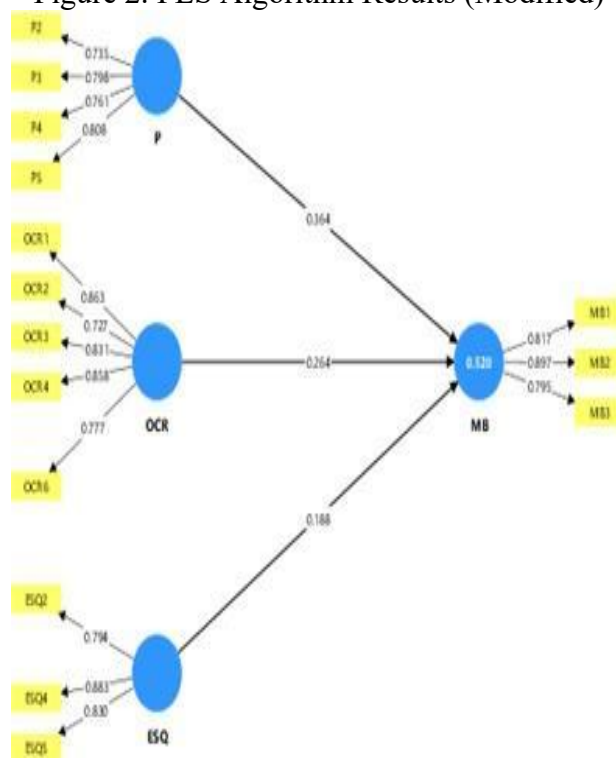 Figure 2. PLS Algorithm Results (Modified)
P2
0.735
P3
0.798
P4
0.761
P5
0.808
P
0.364
OCR1
0.863
OCR2
0.727
OCR3
0.831
OCR4
0.858
OCR6
0.777
OCR
0.264
MB1
0.817
MB2
0.897
MB3
0.795
0.520
MB
0.188
ESQ2
0.794
ESQ4
0.883
ESQ5
0.830
ESQ